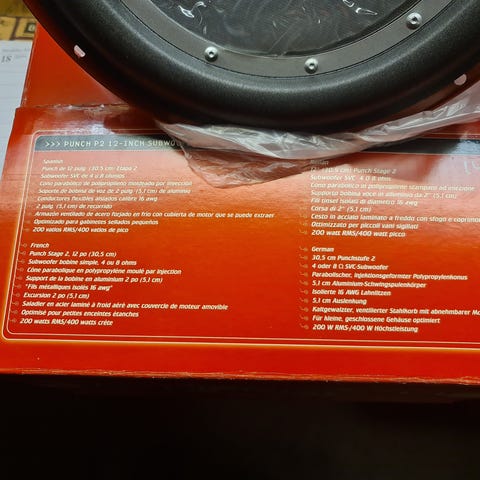 18
>>> PUNCH P2 12-INCH
Spanish
Punch de 12 pulg. (30.5 cm) Etapa 2
Subwoofer SVC de 4 u 8 ohmios
Cono parabólico de polipropileno moldeado por inyección
Soporte de bobina de voz de 2 pulg (5,1 cm) de aluminio
Conductores flexibles aislados calibre 16 awg
2 pulg. (5,1 cm) de recorrido
Armazón ventilado de acero forjado en frío con cubierta de motor que se puede extraer
Optimizado para gabinetes sellados pequeños
200 vatios RMS/400 vatios de pico
French
Punch Stage 2, 12 po (30.5 cm)
Subwoofer bobine simple, 4 ou 8 ohms
Cône parabolique en polypropylène moulé par injection
Support de la bobine en aluminium 2 po (5,1 cm)
"Fils métalliques isolés 16 awg"
Excursion 2 po (5,1 cm)
Saladier en acier laminé à froid aéré avec couvercle de moteur amovible
Optimisé pour petites enceintes étanches
200 watts RMS/400 watts crête
Italian
12" (30.5 cm) Punch Stage 2
Subwoofer SVC 4 o 8 ohm
Cono parabolico in polipropilene stampato ad iniezione
Supporto bobina voce in alluminio da 2" (5,1 cm)
Fili isolati di diametro 16 awg
Corsa di 2" (5,1 cm)
Cesto in acciaio laminato a freddo con sfogo e
Ottimizzato per piccoli vani sigillati
200 watt RMS/400 watt picco
German
30.5 cm Punchstufe 2
4 oder 8 Ω SVC-Subwoofer
Parabolischer, injektionsgeformter Polypropylenkonus
5,1 cm Aluminium-Schwingspulenkörper
Isolierte 16 AWG Lahnlitzen
5,1 cm Auslenkung
Kaltgewalzter, ventilierter Stahlkorb mit abnehmbarer
Für kleine, geschlossene Gehäuse optimiert
200 W RMS/400 W Höchstleistung